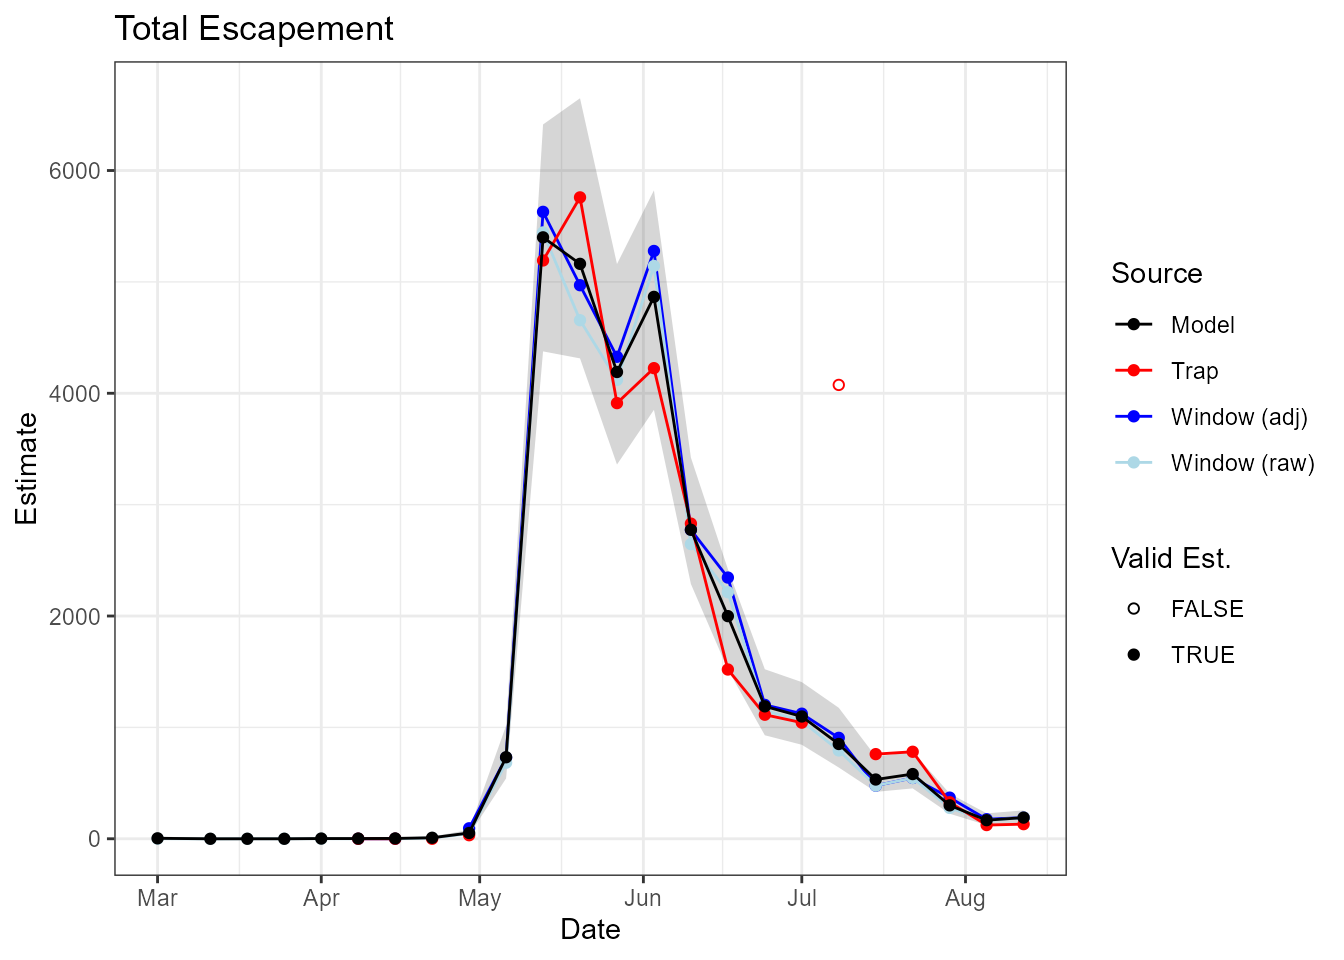 Total Escapement
Estimate
6000
4000
2000
0
Mar Apr May Jun Jul Aug
Date
Source
Model
Trap
Window (adj)
Window (raw)
Valid Est.
FALSE
TRUE